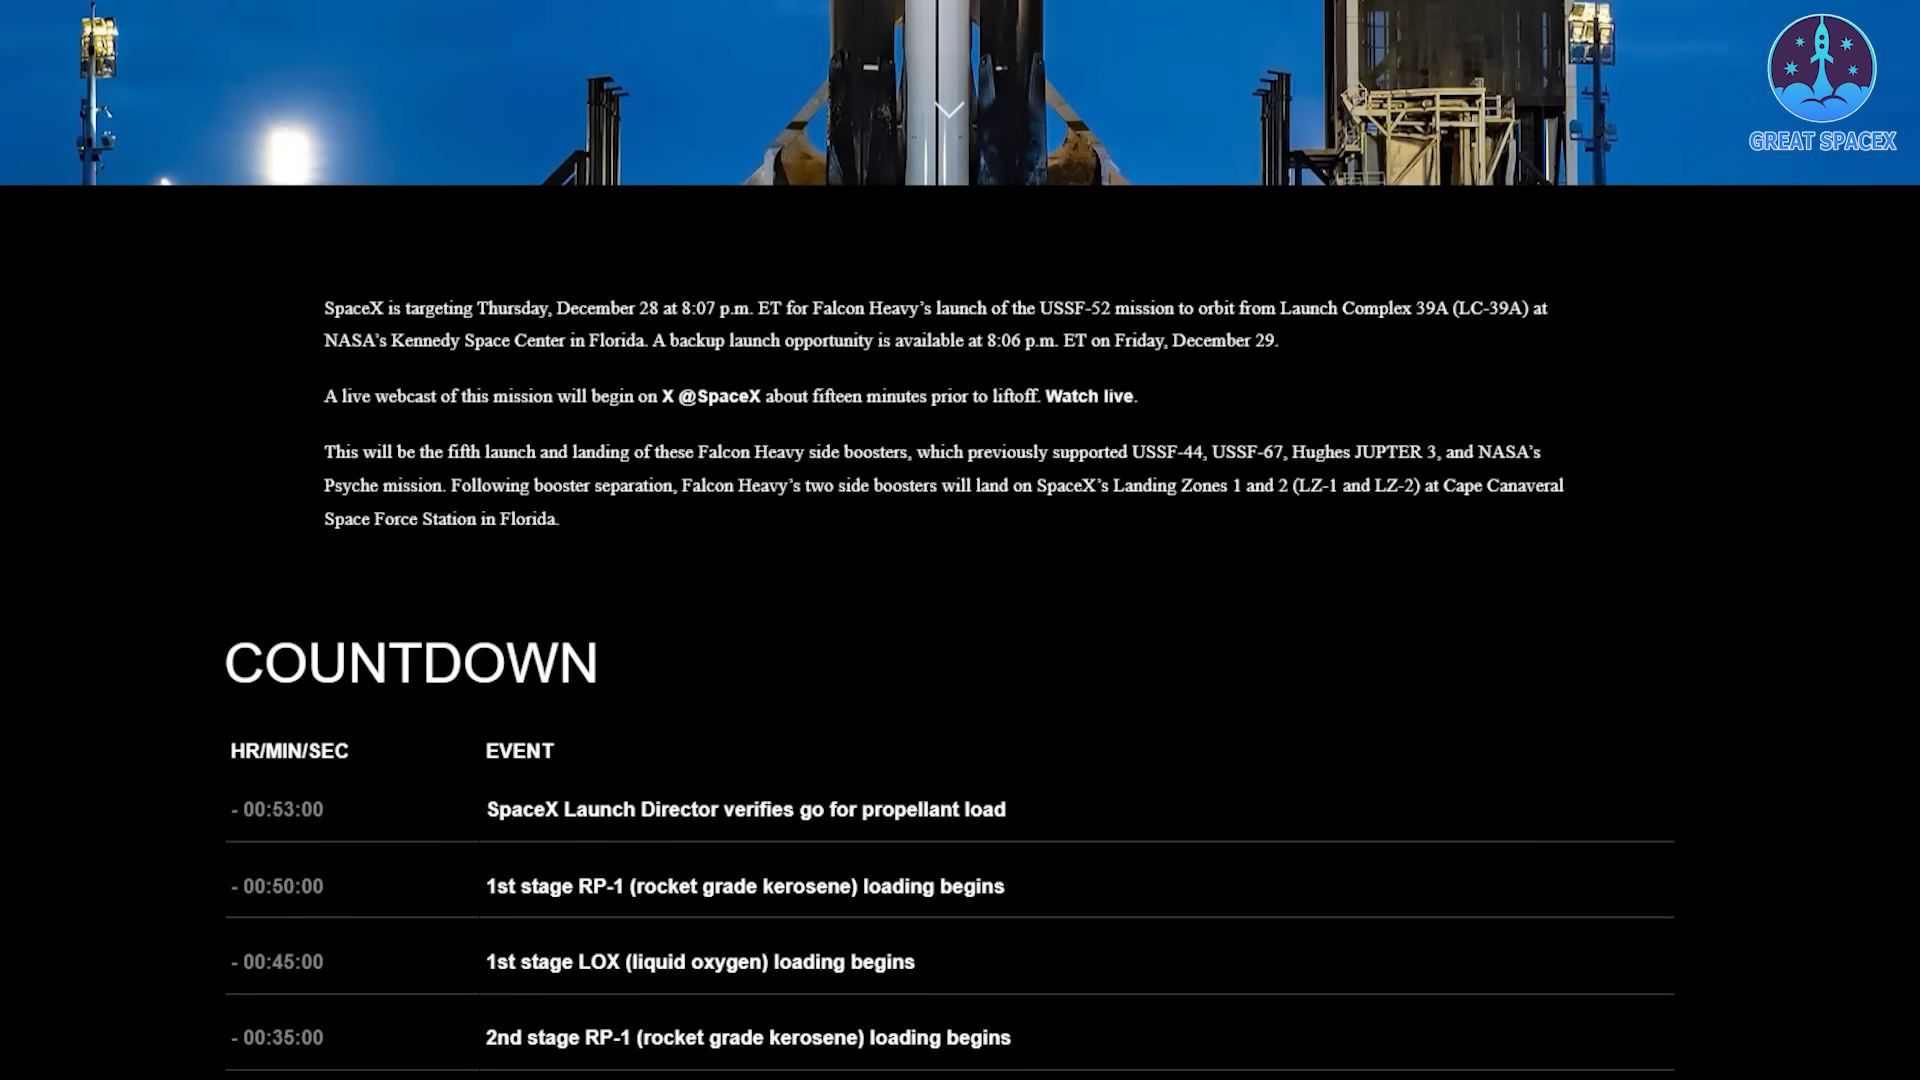 GREAT SPACEX
SpaceX is targeting Thursday, December 28 at 8:07 p.m. ET for Falcon Heavy’s launch of the USSF-52 mission to orbit from Launch Complex 39A (LC-39A) at
NASA’s Kennedy Space Center in Florida. A backup launch opportunity is available at 8:06 p.m. ET on Friday, December 29.
A live webcast of this mission will begin on X @SpaceX about fifteen minutes prior to liftoff. Watch live.
This will be the fifth launch and landing of these Falcon Heavy side boosters, which previously supported USSF-44, USSF-67, Hughes JUPTER 3, and NASA’s
Psyche mission. Following booster separation, Falcon Heavy’s two side boosters will land on SpaceX’s Landing Zones 1 and 2 (LZ-1 and LZ-2) at Cape Canaveral
Space Force Station in Florida.
COUNTDOWN
HR/MIN/SEC EVENT
- 00:53:00 SpaceX Launch Director verifies go for propellant load
- 00:50:00 1st stage RP-1 (rocket grade kerosene) loading begins
- 00:45:00 1st stage LOX (liquid oxygen) loading begins
- 00:35:00 2nd stage RP-1 (rocket grade kerosene) loading begins